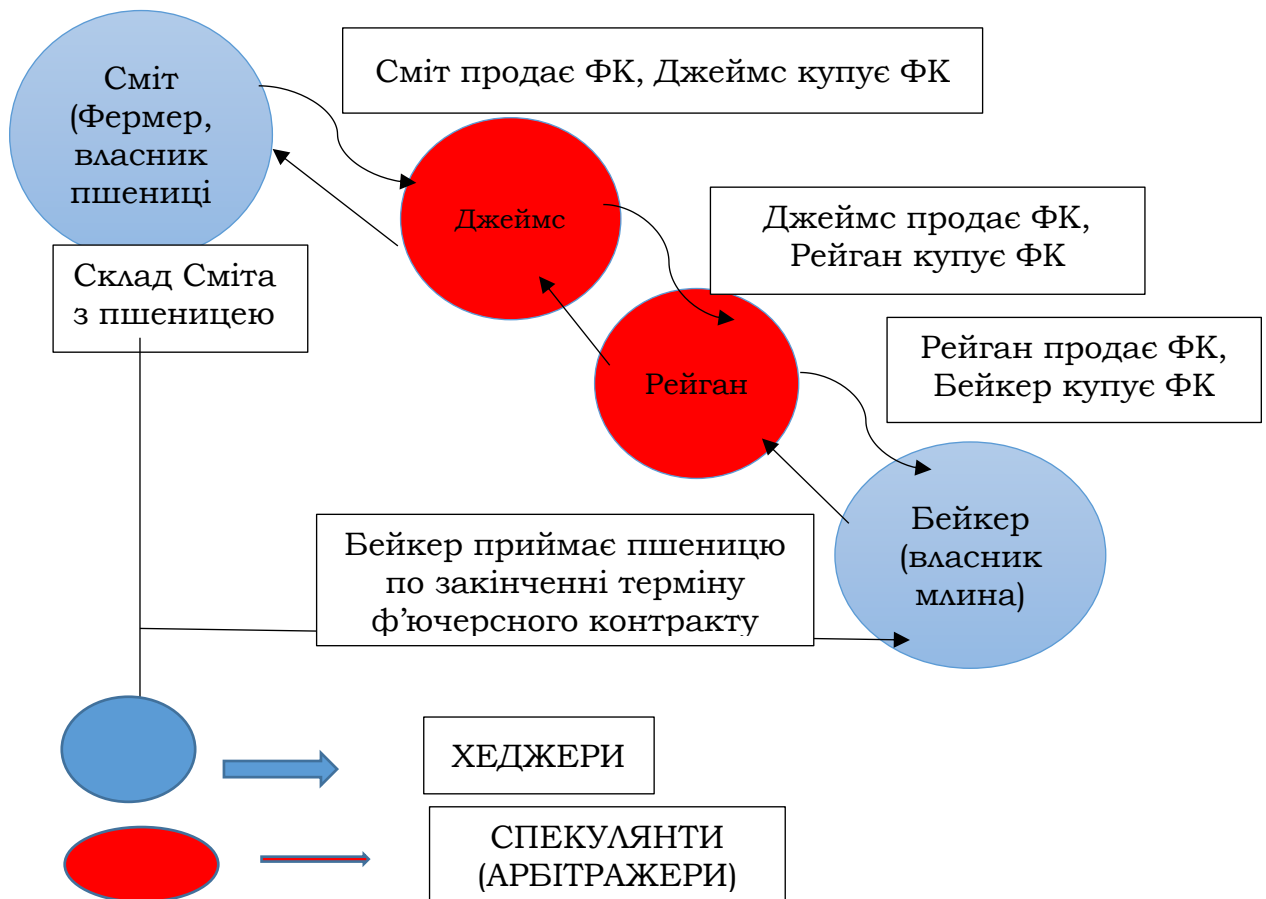 Сміт
(Фермер,
власник
пшениці
Сміт продає ФК, Джеймс купує ФК
Джеймс
Джеймс продає ФК,
Рейган купує ФК
Склад Сміта
з пшеницею
Рейган продає ФК,
Бейкер купує ФК
Рейган
Бейкер
(власник
млина)
Бейкер приймає пшеницю
по закінченні терміну
ф’ючерсного контракту
ХЕДЖЕРИ
СПЕКУЛЯНТИ
(АРБІТРАЖЕРИ)